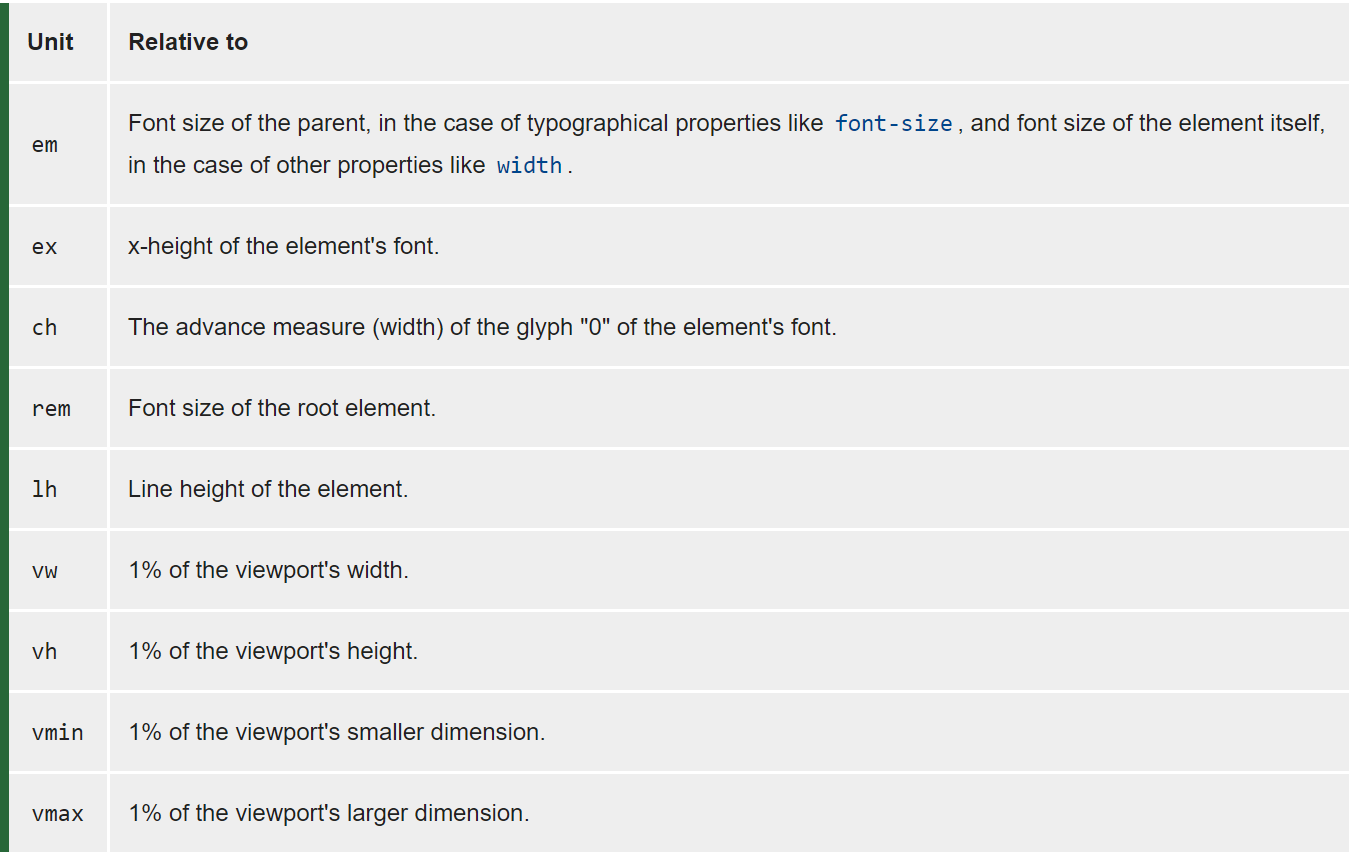 Unit Relative to
em Font size of the parent, in the case of typographical properties like font-size, and font size of the element itself,
in the case of other properties like width.
ex x-height of the element's font.
ch The advance measure (width) of the glyph "0" of the element's font.
rem Font size of the root element.
lh Line height of the element.
vw 1% of the viewport's width.
vh 1% of the viewport's height.
vmin 1% of the viewport's smaller dimension.
vmax 1% of the viewport's larger dimension.